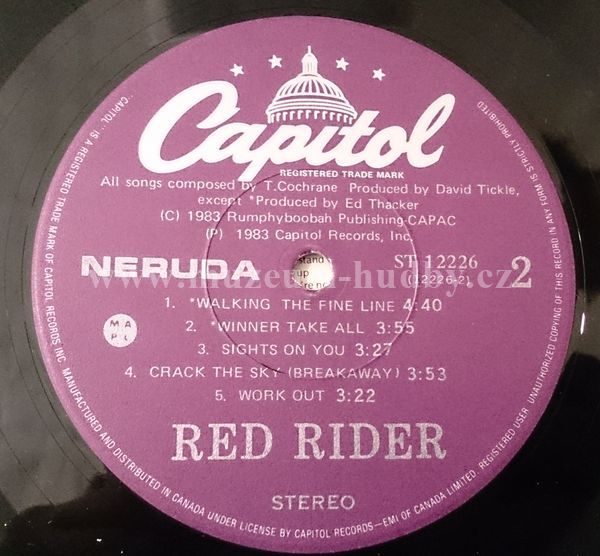 Capitol
REGISTERED TRADE MARK
All songs composed by T.Cochrane Produced by David Tickle,
except *Produced by Ed Thacker
(C) 1983 Rumphyboobah Publishing-CAPAC
(P) 1983 Capitol Records, Inc.
NERUDA
ST-12226
(12226-2)
2
www.muzeum-hudby.cz
1. *WALKING THE FINE LINE 4:40
2. *WINNER TAKE ALL 3:55
3. SIGHTS ON YOU 3:27
4. CRACK THE SKY (BREAKAWAY) 3:53
5. WORK OUT 3:22
M A
P L
RED RIDER
STEREO
"CAPITOL" IS A REGISTERED TRADE MARK OF CAPITOL RECORDS INC. MANUFACTURED AND DISTRIBUTED IN CANADA UNDER LICENSE BY CAPITOL RECORDS—EMI OF CANADA LIMITED. REGISTERED USER. UNAUTHORIZED COPYING OF THIS RECORD IN ANY FORM IS STRICTLY PROHIBITED